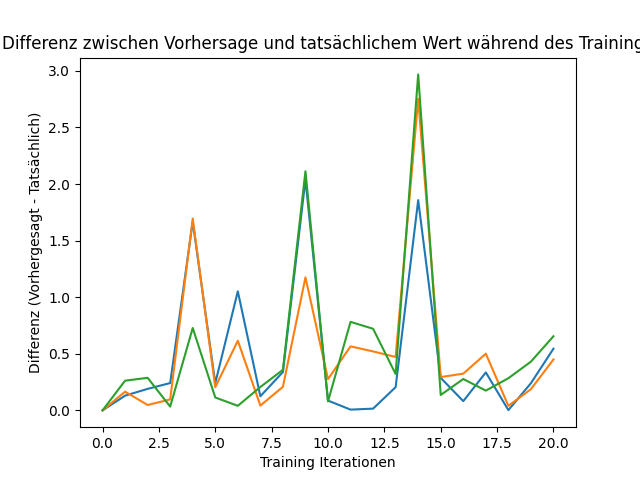 Differenz zwischen Vorhersage und tatsächlichem Wert während des Training
Differenz (Vorhergesagt - Tatsächlich)
3.0
2.5
2.0
1.5
1.0
0.5
0.0
0.0 2.5 5.0 7.5 10.0 12.5 15.0 17.5 20.0
Training Iterationen